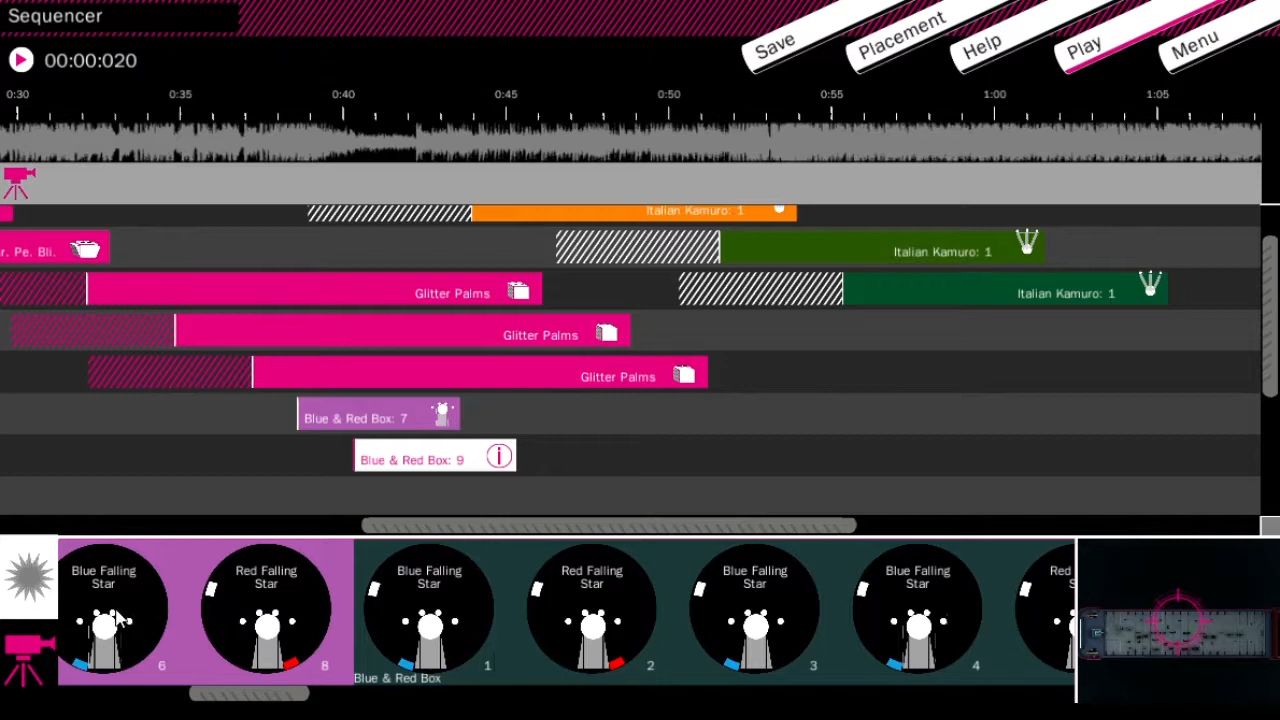 Sequencer
Save
Placement
Help
Play
Menu
00:00:020
0:30
0:35
0:40
0:45
0:50
0:55
1:00
1:05
Italian Kamuro: 1
r. Pe. Bli.
Italian Kamuro: 1
Glitter Palms
Italian Kamuro: 1
Glitter Palms
Glitter Palms
Blue & Red Box: 7
Blue & Red Box: 9
i
Blue Falling
Star
6
Red Falling
Star
8
Blue Falling
Star
1
Red Falling
Star
2
Blue Falling
Star
3
Blue Falling
Star
4
Red
S
Blue & Red Box